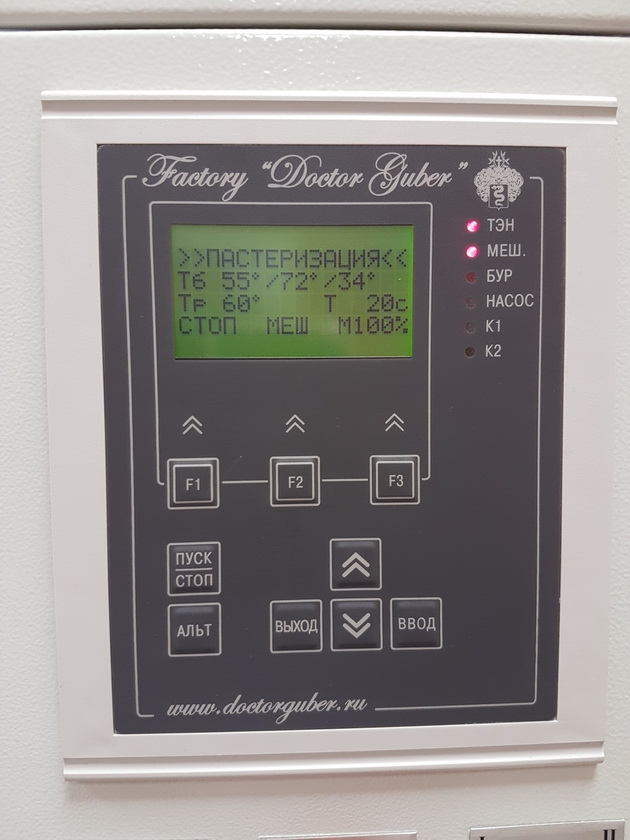 Factory “Doctor Guber”
>>ПАСТЕРИЗАЦИЯ<<
Тб 55°/72°/34°
Тр 60° Т 20с
СТОП МЕШ М100%
ТЭН
МЕШ.
БУР
НАСОС
К1
К2
F1 F2 F3
ПУСК
СТОП
АЛЬТ
ВЫХОД
ВВОД
www.doctorguber.ru